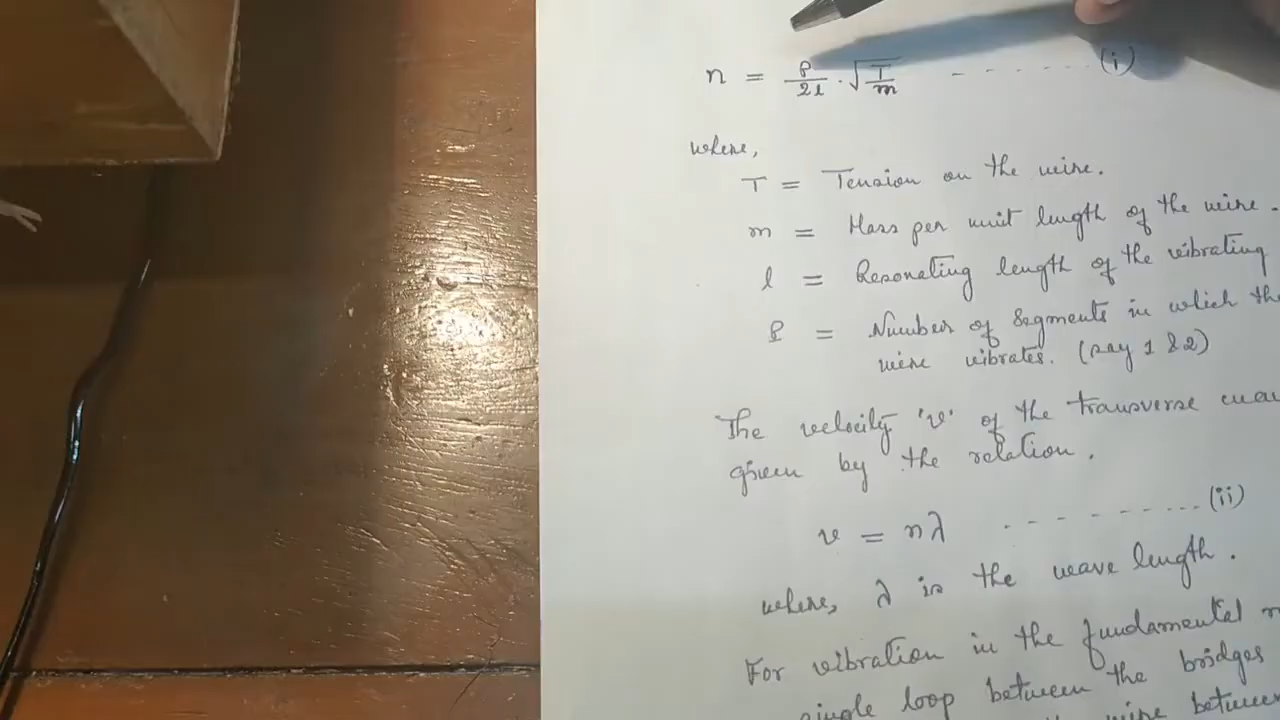 n = P/2l . √T/m - - - - - - - (i)
where,
T = Tension on the wire.
m = Mass per unit length of the wire.
l = Resonating length of the vibrating
P = Number of segments in which the
wire vibrates. (say 1 & 2)
The velocity 'v' of the transverse
given by the relation.
v = nλ - - - - - - - - - (ii)
where, λ is the wave length.
For vibration in the fundamental
single loop between the bridges
wire between